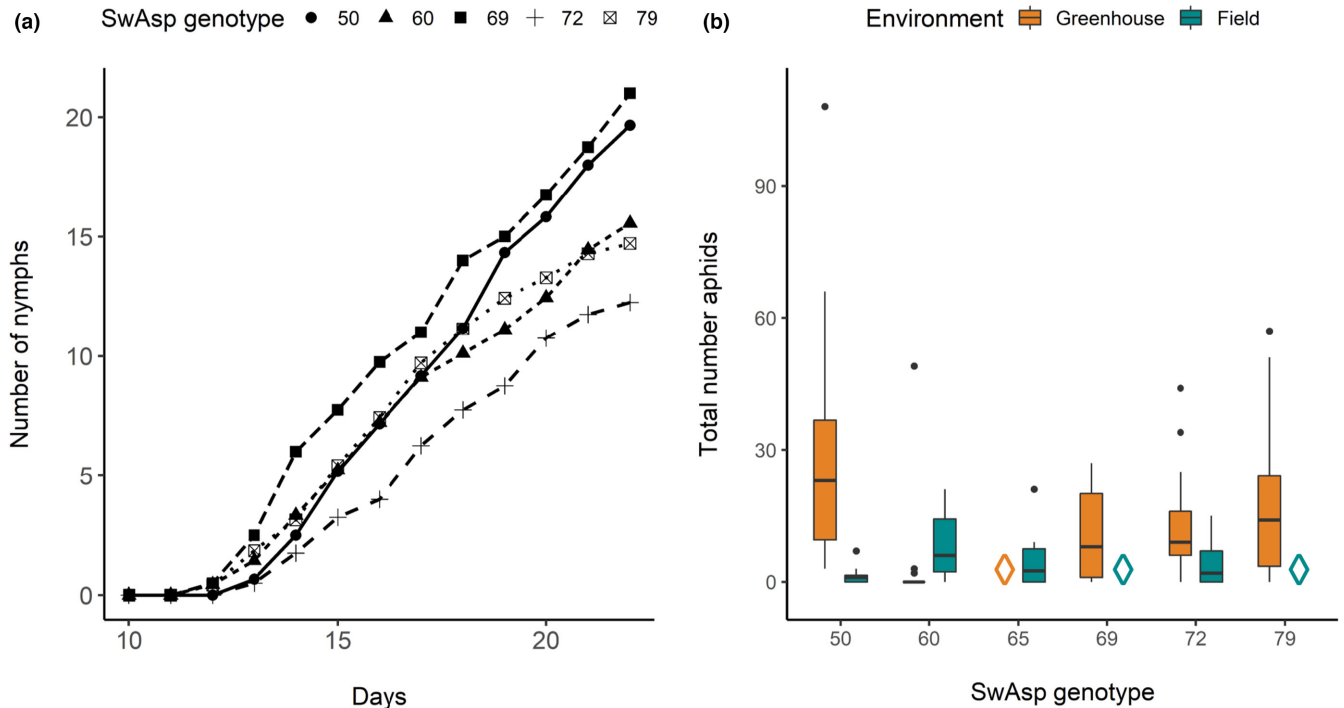 (a) SwAsp genotype 50 60 69 72 79
Number of nymphs
20
15
10
5
0
10 15 20
Days
(b) Environment Greenhouse Field
Total number aphids
90
60
30
0
50 60 65 69 72 79
SwAsp genotype